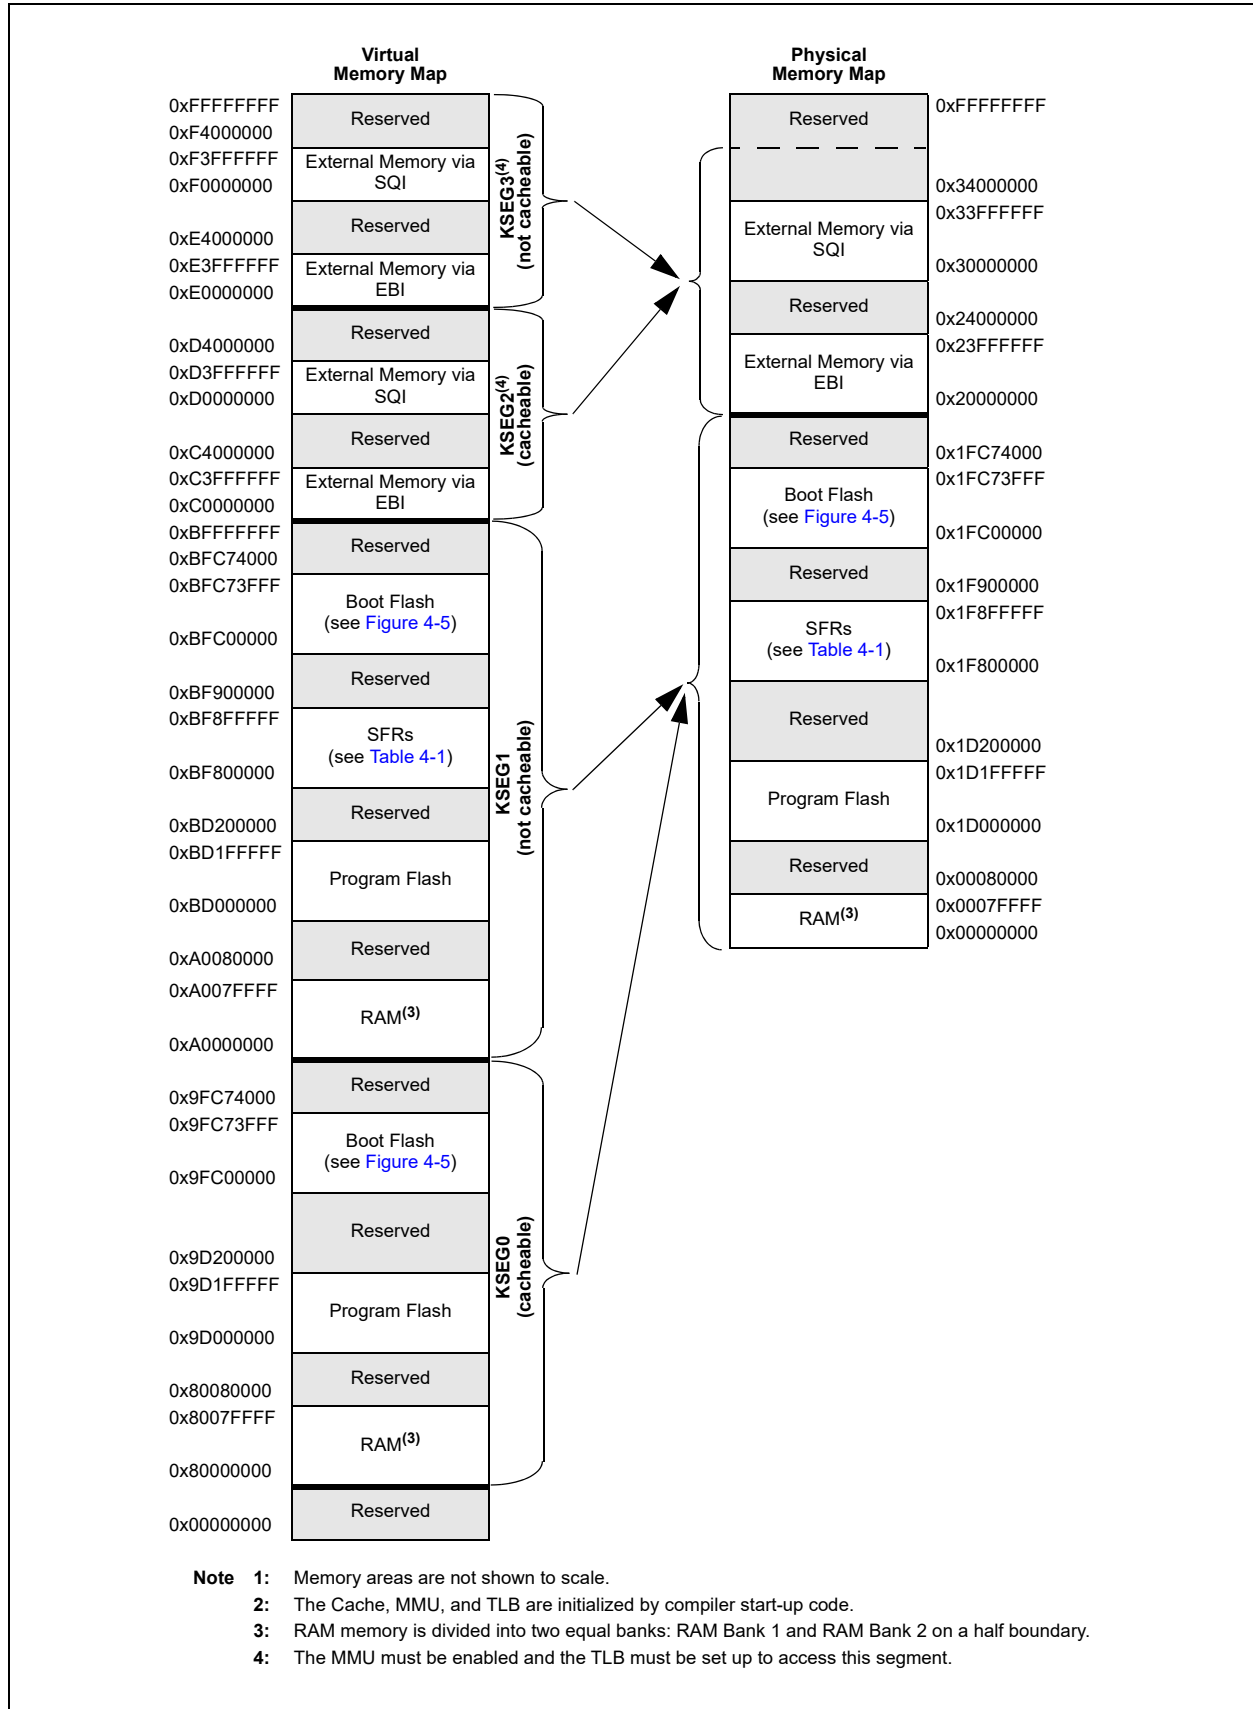 Virtual
Memory Map
0xFFFFFFFF
Reserved
0xF4000000
0xF3FFFFFF
External Memory via
SQI
0xF0000000
Reserved
0xE4000000
0xE3FFFFFF
External Memory via
EBI
0xE0000000
KSEG3(4)
(not cacheable)
Reserved
0xD4000000
0xD3FFFFFF
External Memory via
SQI
0xD0000000
Reserved
0xC4000000
0xC3FFFFFF
External Memory via
EBI
0xC0000000
KSEG2(4)
(cacheable)
0xBFFFFFFF
Reserved
0xBFC74000
0xBFC73FFF
Boot Flash
(see Figure 4-5)
0xBFC00000
Reserved
0xBF900000
0xBF8FFFFF
SFRs
(see Table 4-1)
0xBF800000
Reserved
0xBD200000
0xBD1FFFFF
Program Flash
0xBD000000
Reserved
0xA0080000
0xA007FFFF
RAM(3)
0xA0000000
KSEG1
(not cacheable)
Reserved
0x9FC74000
0x9FC73FFF
Boot Flash
(see Figure 4-5)
0x9FC00000
Reserved
0x9D200000
0x9D1FFFFF
Program Flash
0x9D000000
Reserved
0x80080000
0x8007FFFF
RAM(3)
0x80000000
KSEG0
(cacheable)
Reserved
0x00000000
Physical
Memory Map
Reserved
0xFFFFFFFF
0x34000000
0x33FFFFFF
External Memory via
SQI
0x30000000
Reserved
0x24000000
0x23FFFFFF
External Memory via
EBI
0x20000000
Reserved
0x1FC74000
0x1FC73FFF
Boot Flash
(see Figure 4-5)
0x1FC00000
Reserved
0x1F900000
0x1F8FFFFF
SFRs
(see Table 4-1)
0x1F800000
Reserved
0x1D200000
0x1D1FFFFF
Program Flash
0x1D000000
Reserved
0x00080000
0x0007FFFF
RAM(3)
0x00000000
Note 1: Memory areas are not shown to scale.
2: The Cache, MMU, and TLB are initialized by compiler start-up code.
3: RAM memory is divided into two equal banks: RAM Bank 1 and RAM Bank 2 on a half boundary.
4: The MMU must be enabled and the TLB must be set up to access this segment.